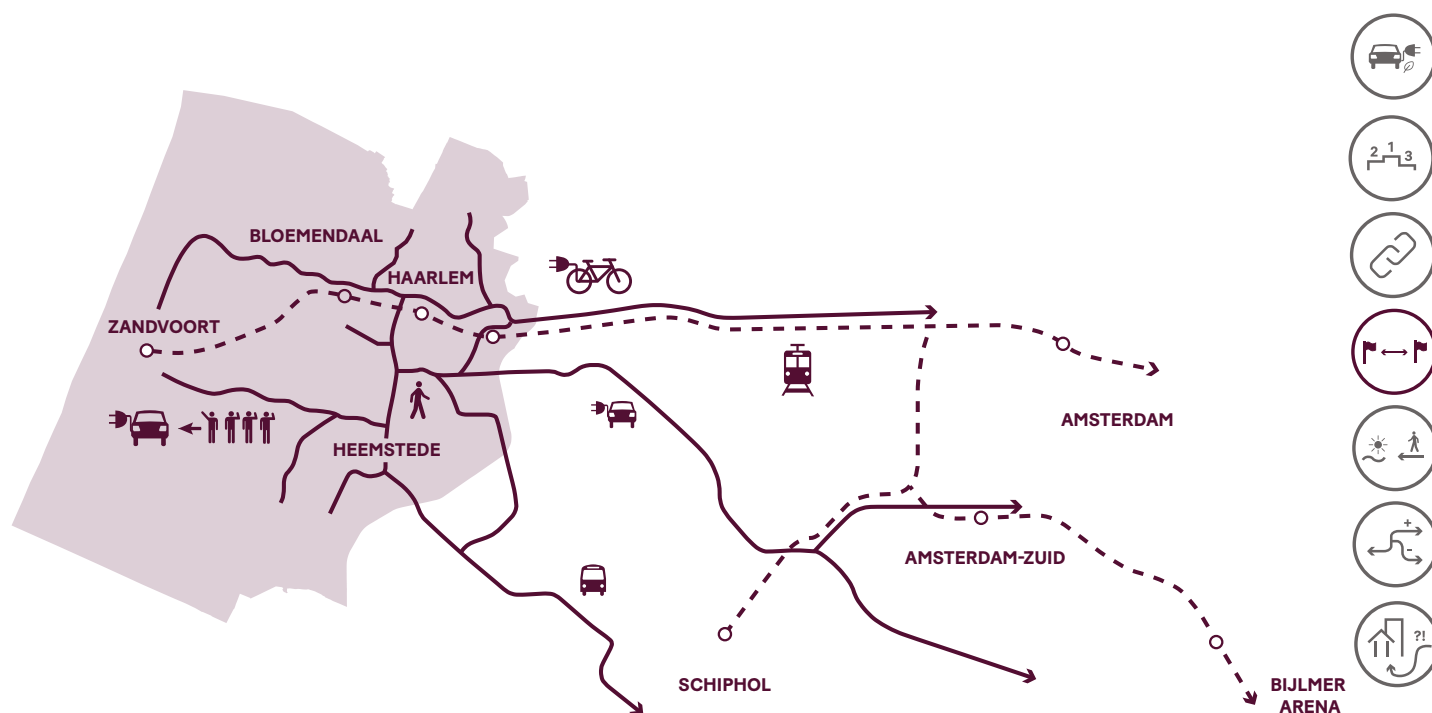 BLOEMENDAAL
HAARLEM
ZANDVOORT
HEEMSTEDE
AMSTERDAM
AMSTERDAM-ZUID
SCHIPHOL
BIJLMER
ARENA
2 1 3
+
-
?!